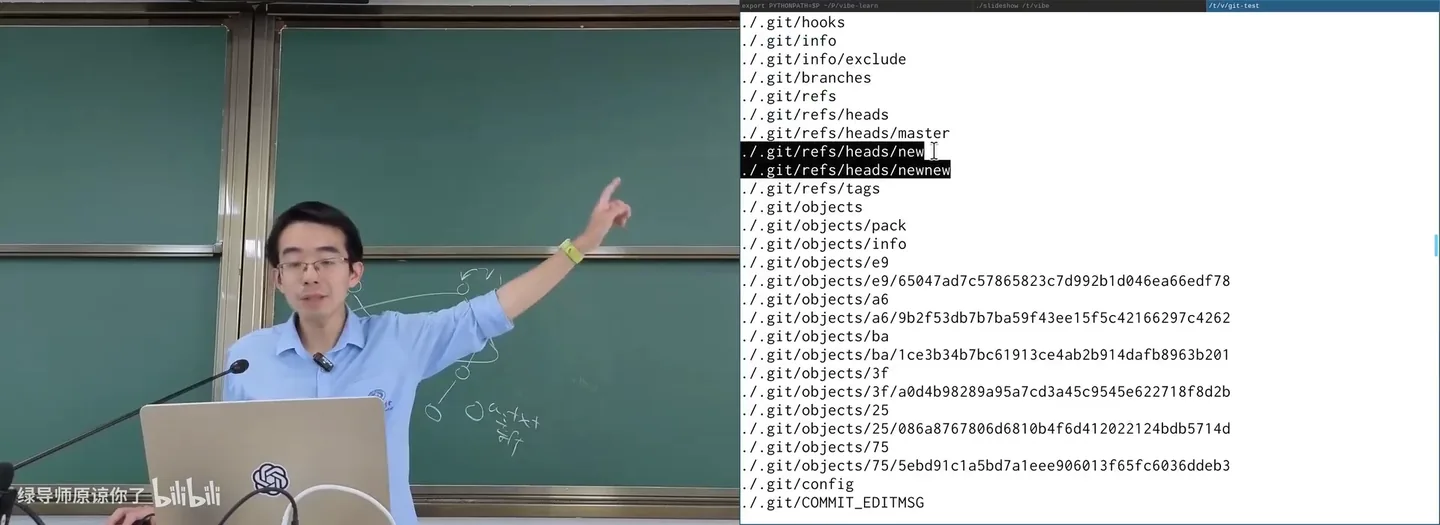 export PYTHONPATH=$P ~/P/vibe-learn
./slideshow /t/vibe
/t/v/git-test
./.git/hooks
./.git/info
./.git/info/exclude
./.git/branches
./.git/refs
./.git/refs/heads
./.git/refs/heads/master
./.git/refs/heads/new
./.git/refs/heads/newnew
./.git/refs/tags
./.git/objects
./.git/objects/pack
./.git/objects/info
./.git/objects/e9
./.git/objects/e9/65047ad7c57865823c7d992b1d046ea66edf78
./.git/objects/a6
./.git/objects/a6/9b2f53db7b7ba59f43ee15f5c42166297c4262
./.git/objects/ba
./.git/objects/ba/1ce3b34b7bc61913ce4ab2b914dafb8963b201
./.git/objects/3f
./.git/objects/3f/a0d4b98289a95a7cd3a45c9545e622718f8d2b
./.git/objects/25
./.git/objects/25/086a8767806d6810b4f6d412022124bdb5714d
./.git/objects/75
./.git/objects/75/5ebd91c1a5bd7a1eee906013f65fc6036ddeb3
./.git/config
./.git/COMMIT_EDITMSG
a.txt
绿导师原谅你了 bilibili